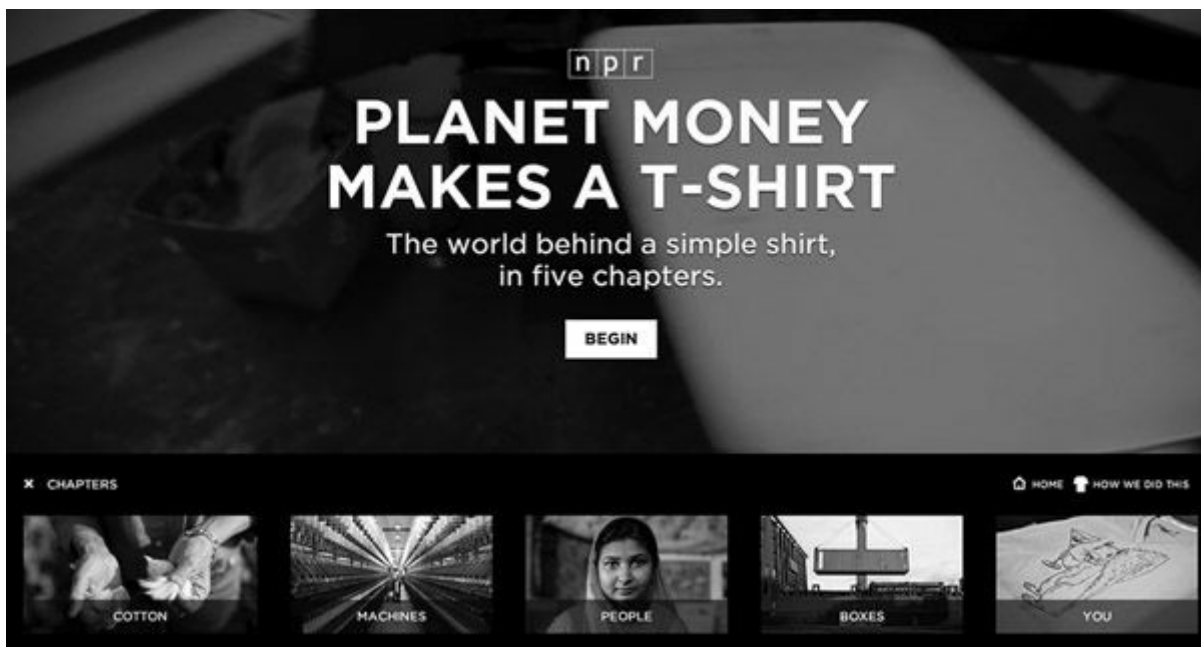 npr
PLANET MONEY
MAKES A T-SHIRT
The world behind a simple shirt,
in five chapters.
BEGIN
× CHAPTERS
HOME HOW WE DID THIS
COTTON
MACHINES
PEOPLE
BOXES
YOU